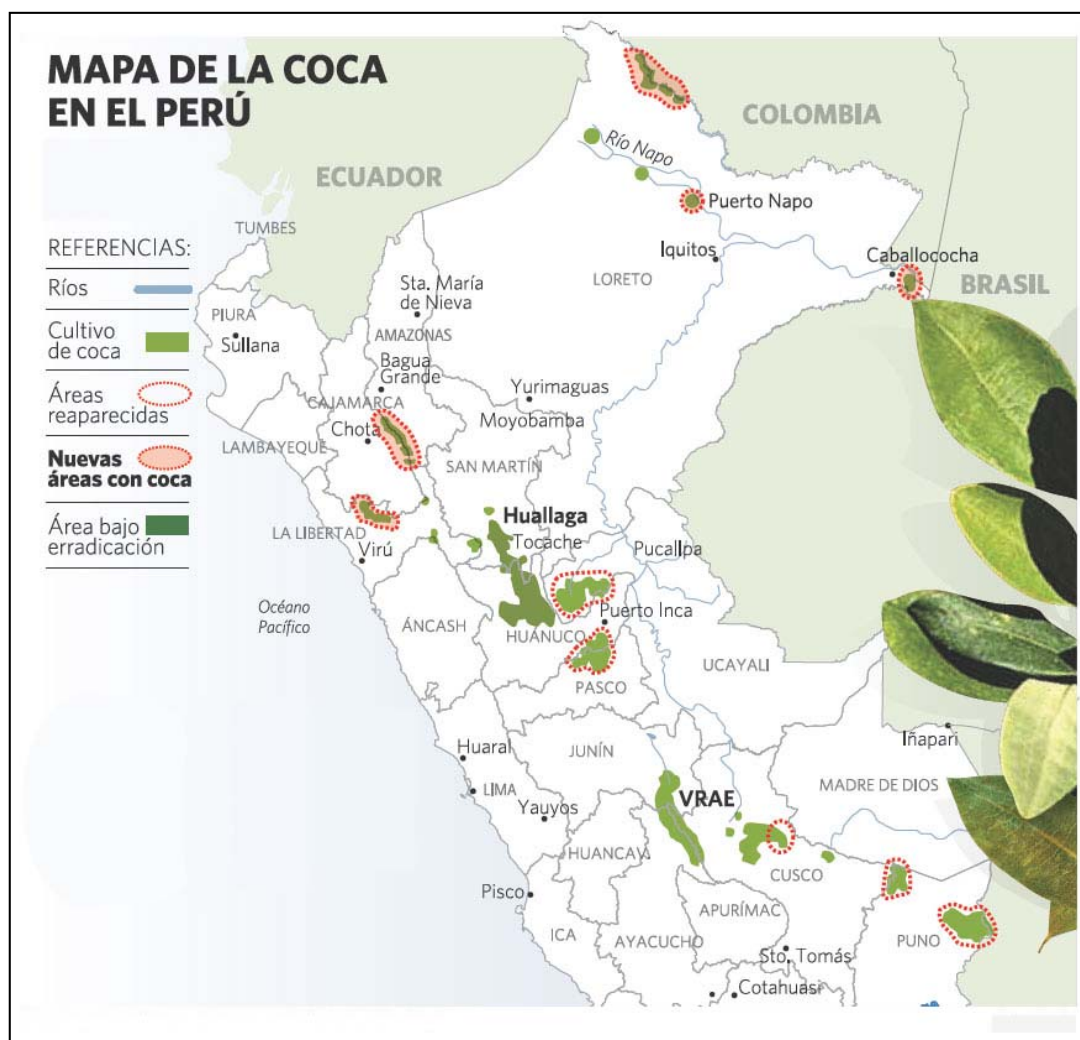 MAPA DE LA COCA
EN EL PERÚ
COLOMBIA
ECUADOR
Río Napo
Puerto Napo
TUMBES
REFERENCIAS:
Ríos
Cultivo
de coca
Áreas
reaparecidas
Nuevas
áreas con coca
Área bajo
erradicación
Iquitos
Caballococha
LORETO
BRASIL
Sta. María
de Nieva
PIURA
Sullana
AMAZONAS
Bagua
Grande
CAJAMARCA
Chota
Yurimaguas
Moyobamba
LAMBAYEQUE
SAN MARTÍN
Huallaga
Tocache
LA LIBERTAD
Virú
Pucallpa
Océano
Pacífico
ÁNCASH
Puerto Inca
HUÁNUCO
UCAYALI
PASCO
Iñapari
Huaral
JUNÍN
LIMA
VRAE
MADRE DE DIOS
Yauyos
HUANCAV.
CUSCO
Pisco
APURÍMAC
ICA
AYACUCHO
PUNO
Sto. Tomás
Cotahuasi